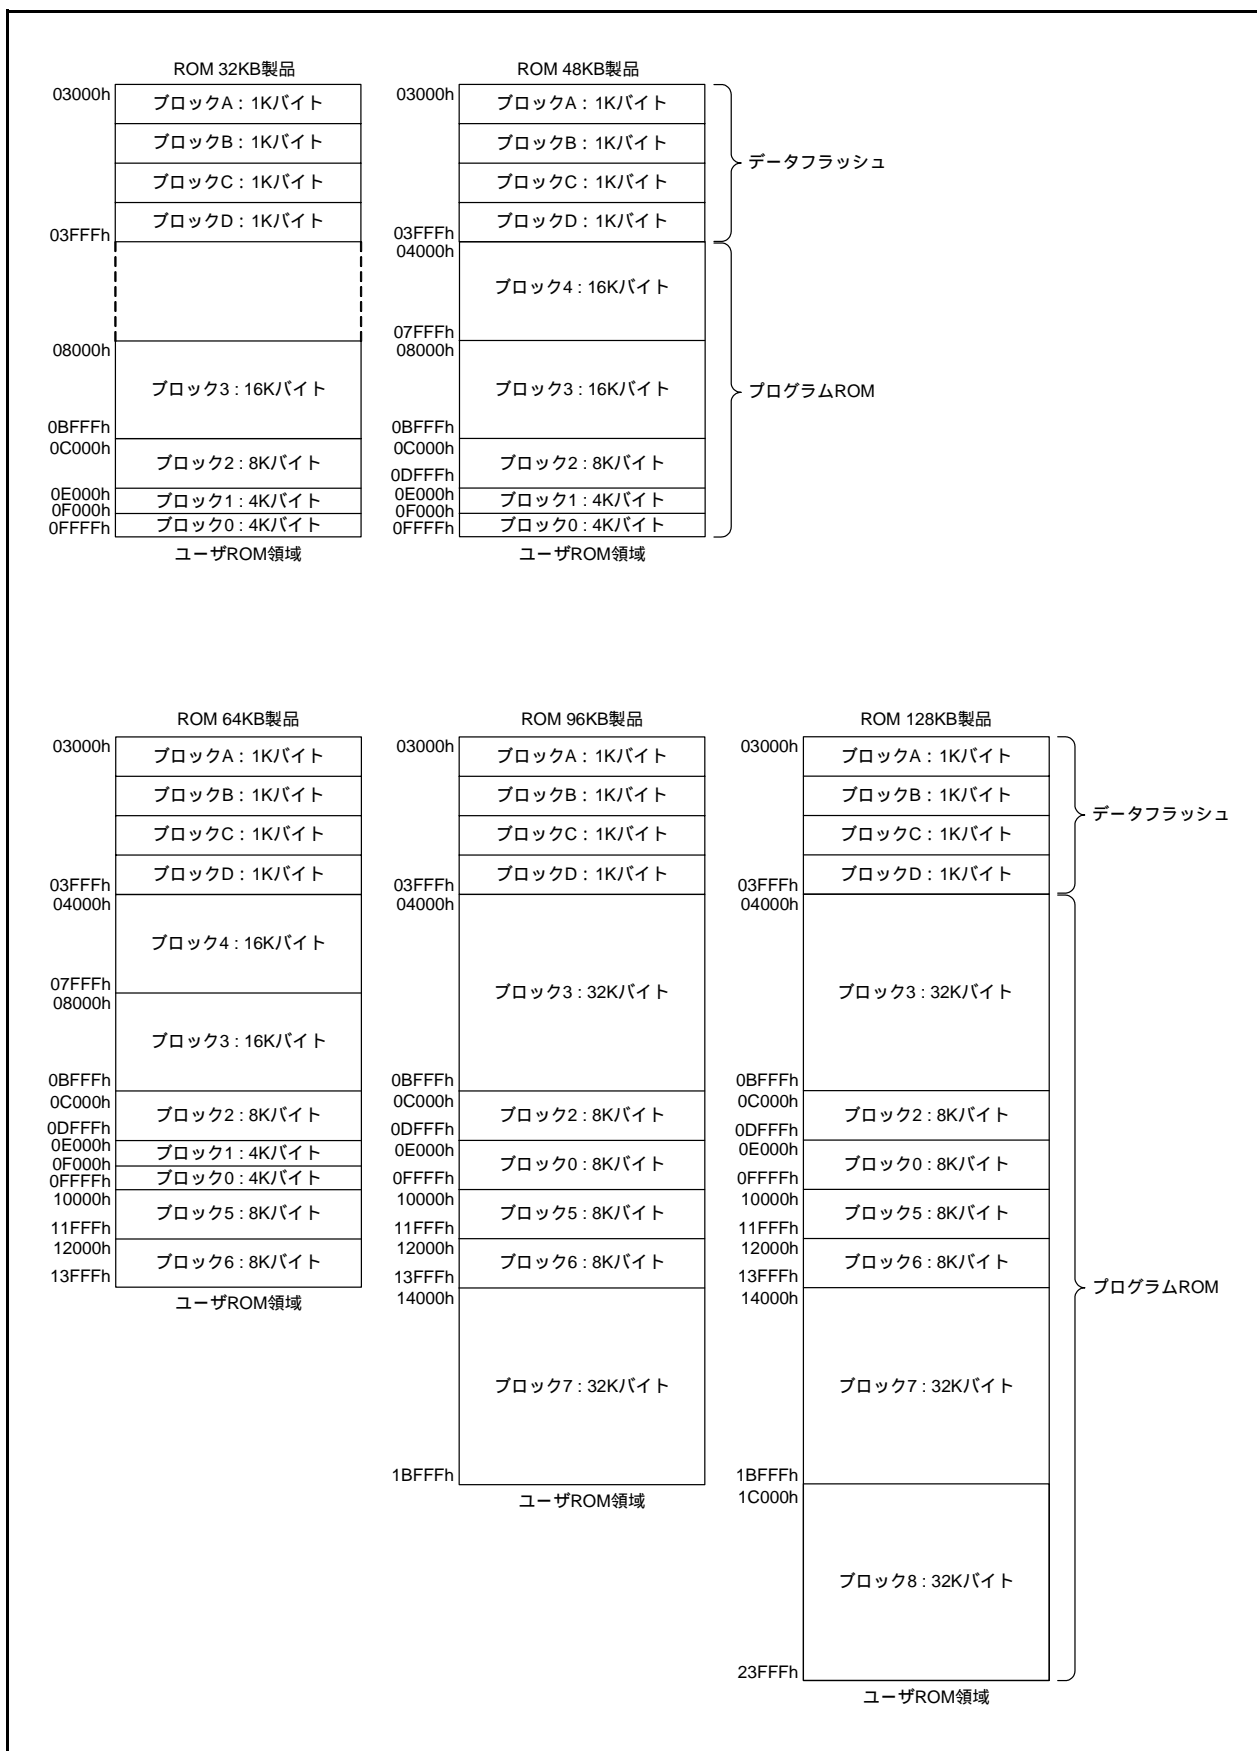 ROM 32KB製品
03000h
ブロックA : 1Kバイト
ブロックB : 1Kバイト
ブロックC : 1Kバイト
ブロックD : 1Kバイト
03FFFh
08000h
ブロック3 : 16Kバイト
0BFFFh
0C000h
ブロック2 : 8Kバイト
0E000h
ブロック1 : 4Kバイト
0F000h
ブロック0 : 4Kバイト
0FFFFh
ユーザROM領域
ROM 48KB製品
03000h
ブロックA : 1Kバイト
ブロックB : 1Kバイト
ブロックC : 1Kバイト
ブロックD : 1Kバイト
データフラッシュ
03FFFh
04000h
ブロック4 : 16Kバイト
07FFFh
08000h
ブロック3 : 16Kバイト
プログラムROM
0BFFFh
0C000h
ブロック2 : 8Kバイト
0DFFFh
0E000h
ブロック1 : 4Kバイト
0F000h
ブロック0 : 4Kバイト
0FFFFh
ユーザROM領域
ROM 64KB製品
03000h
ブロックA : 1Kバイト
ブロックB : 1Kバイト
ブロックC : 1Kバイト
ブロックD : 1Kバイト
03FFFh
04000h
ブロック4 : 16Kバイト
07FFFh
08000h
ブロック3 : 16Kバイト
0BFFFh
0C000h
ブロック2 : 8Kバイト
0DFFFh
0E000h
ブロック1 : 4Kバイト
0F000h
ブロック0 : 4Kバイト
0FFFFh
10000h
ブロック5 : 8Kバイト
11FFFh
12000h
ブロック6 : 8Kバイト
13FFFh
ユーザROM領域
ROM 96KB製品
03000h
ブロックA : 1Kバイト
ブロックB : 1Kバイト
ブロックC : 1Kバイト
ブロックD : 1Kバイト
03FFFh
04000h
ブロック3 : 32Kバイト
0BFFFh
0C000h
ブロック2 : 8Kバイト
0DFFFh
0E000h
ブロック0 : 8Kバイト
0FFFFh
10000h
ブロック5 : 8Kバイト
11FFFh
12000h
ブロック6 : 8Kバイト
13FFFh
14000h
ブロック7 : 32Kバイト
1BFFFh
ユーザROM領域
ROM 128KB製品
03000h
ブロックA : 1Kバイト
ブロックB : 1Kバイト
ブロックC : 1Kバイト
ブロックD : 1Kバイト
データフラッシュ
03FFFh
04000h
ブロック3 : 32Kバイト
0BFFFh
0C000h
ブロック2 : 8Kバイト
0DFFFh
0E000h
ブロック0 : 8Kバイト
0FFFFh
10000h
ブロック5 : 8Kバイト
11FFFh
12000h
ブロック6 : 8Kバイト
13FFFh
14000h
プログラムROM
ブロック7 : 32Kバイト
1BFFFh
1C000h
ブロック8 : 32Kバイト
23FFFh
ユーザROM領域